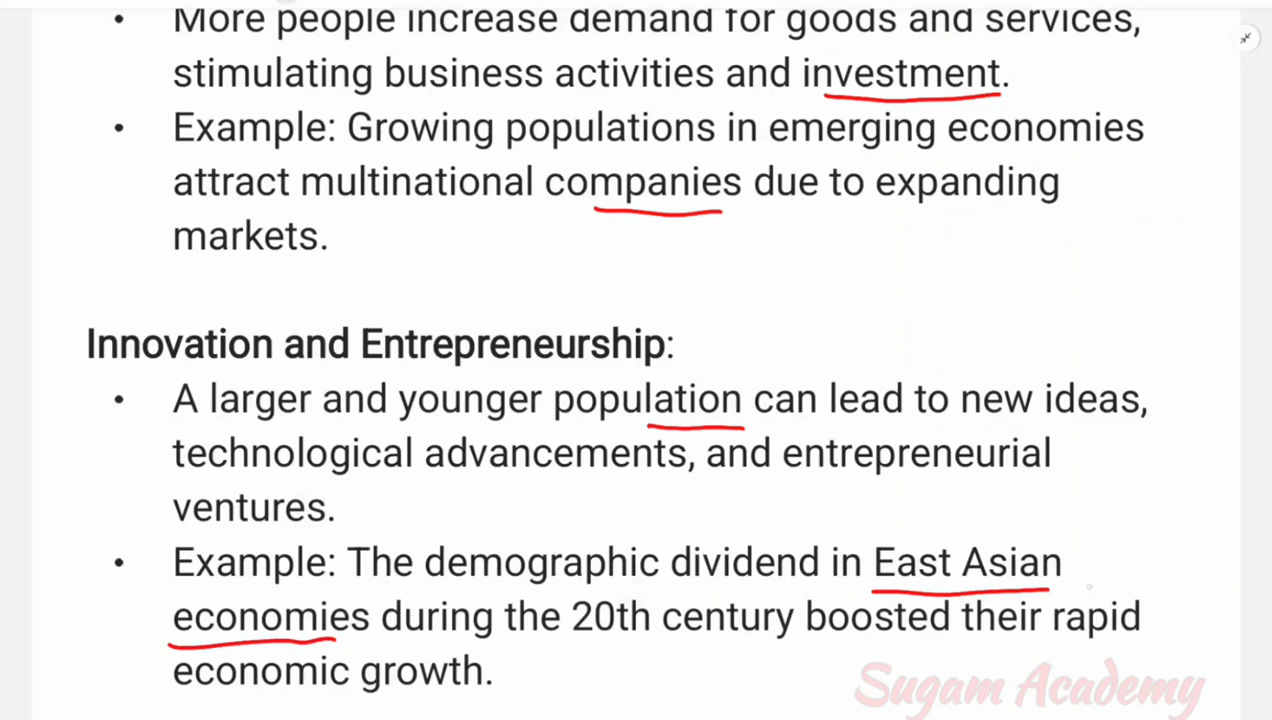 • More people increase demand for goods and services,
stimulating business activities and investment.
• Example: Growing populations in emerging economies
attract multinational companies due to expanding
markets.
Innovation and Entrepreneurship:
• A larger and younger population can lead to new ideas,
technological advancements, and entrepreneurial
ventures.
• Example: The demographic dividend in East Asian
economies during the 20th century boosted their rapid
economic growth.
Sugam Academy